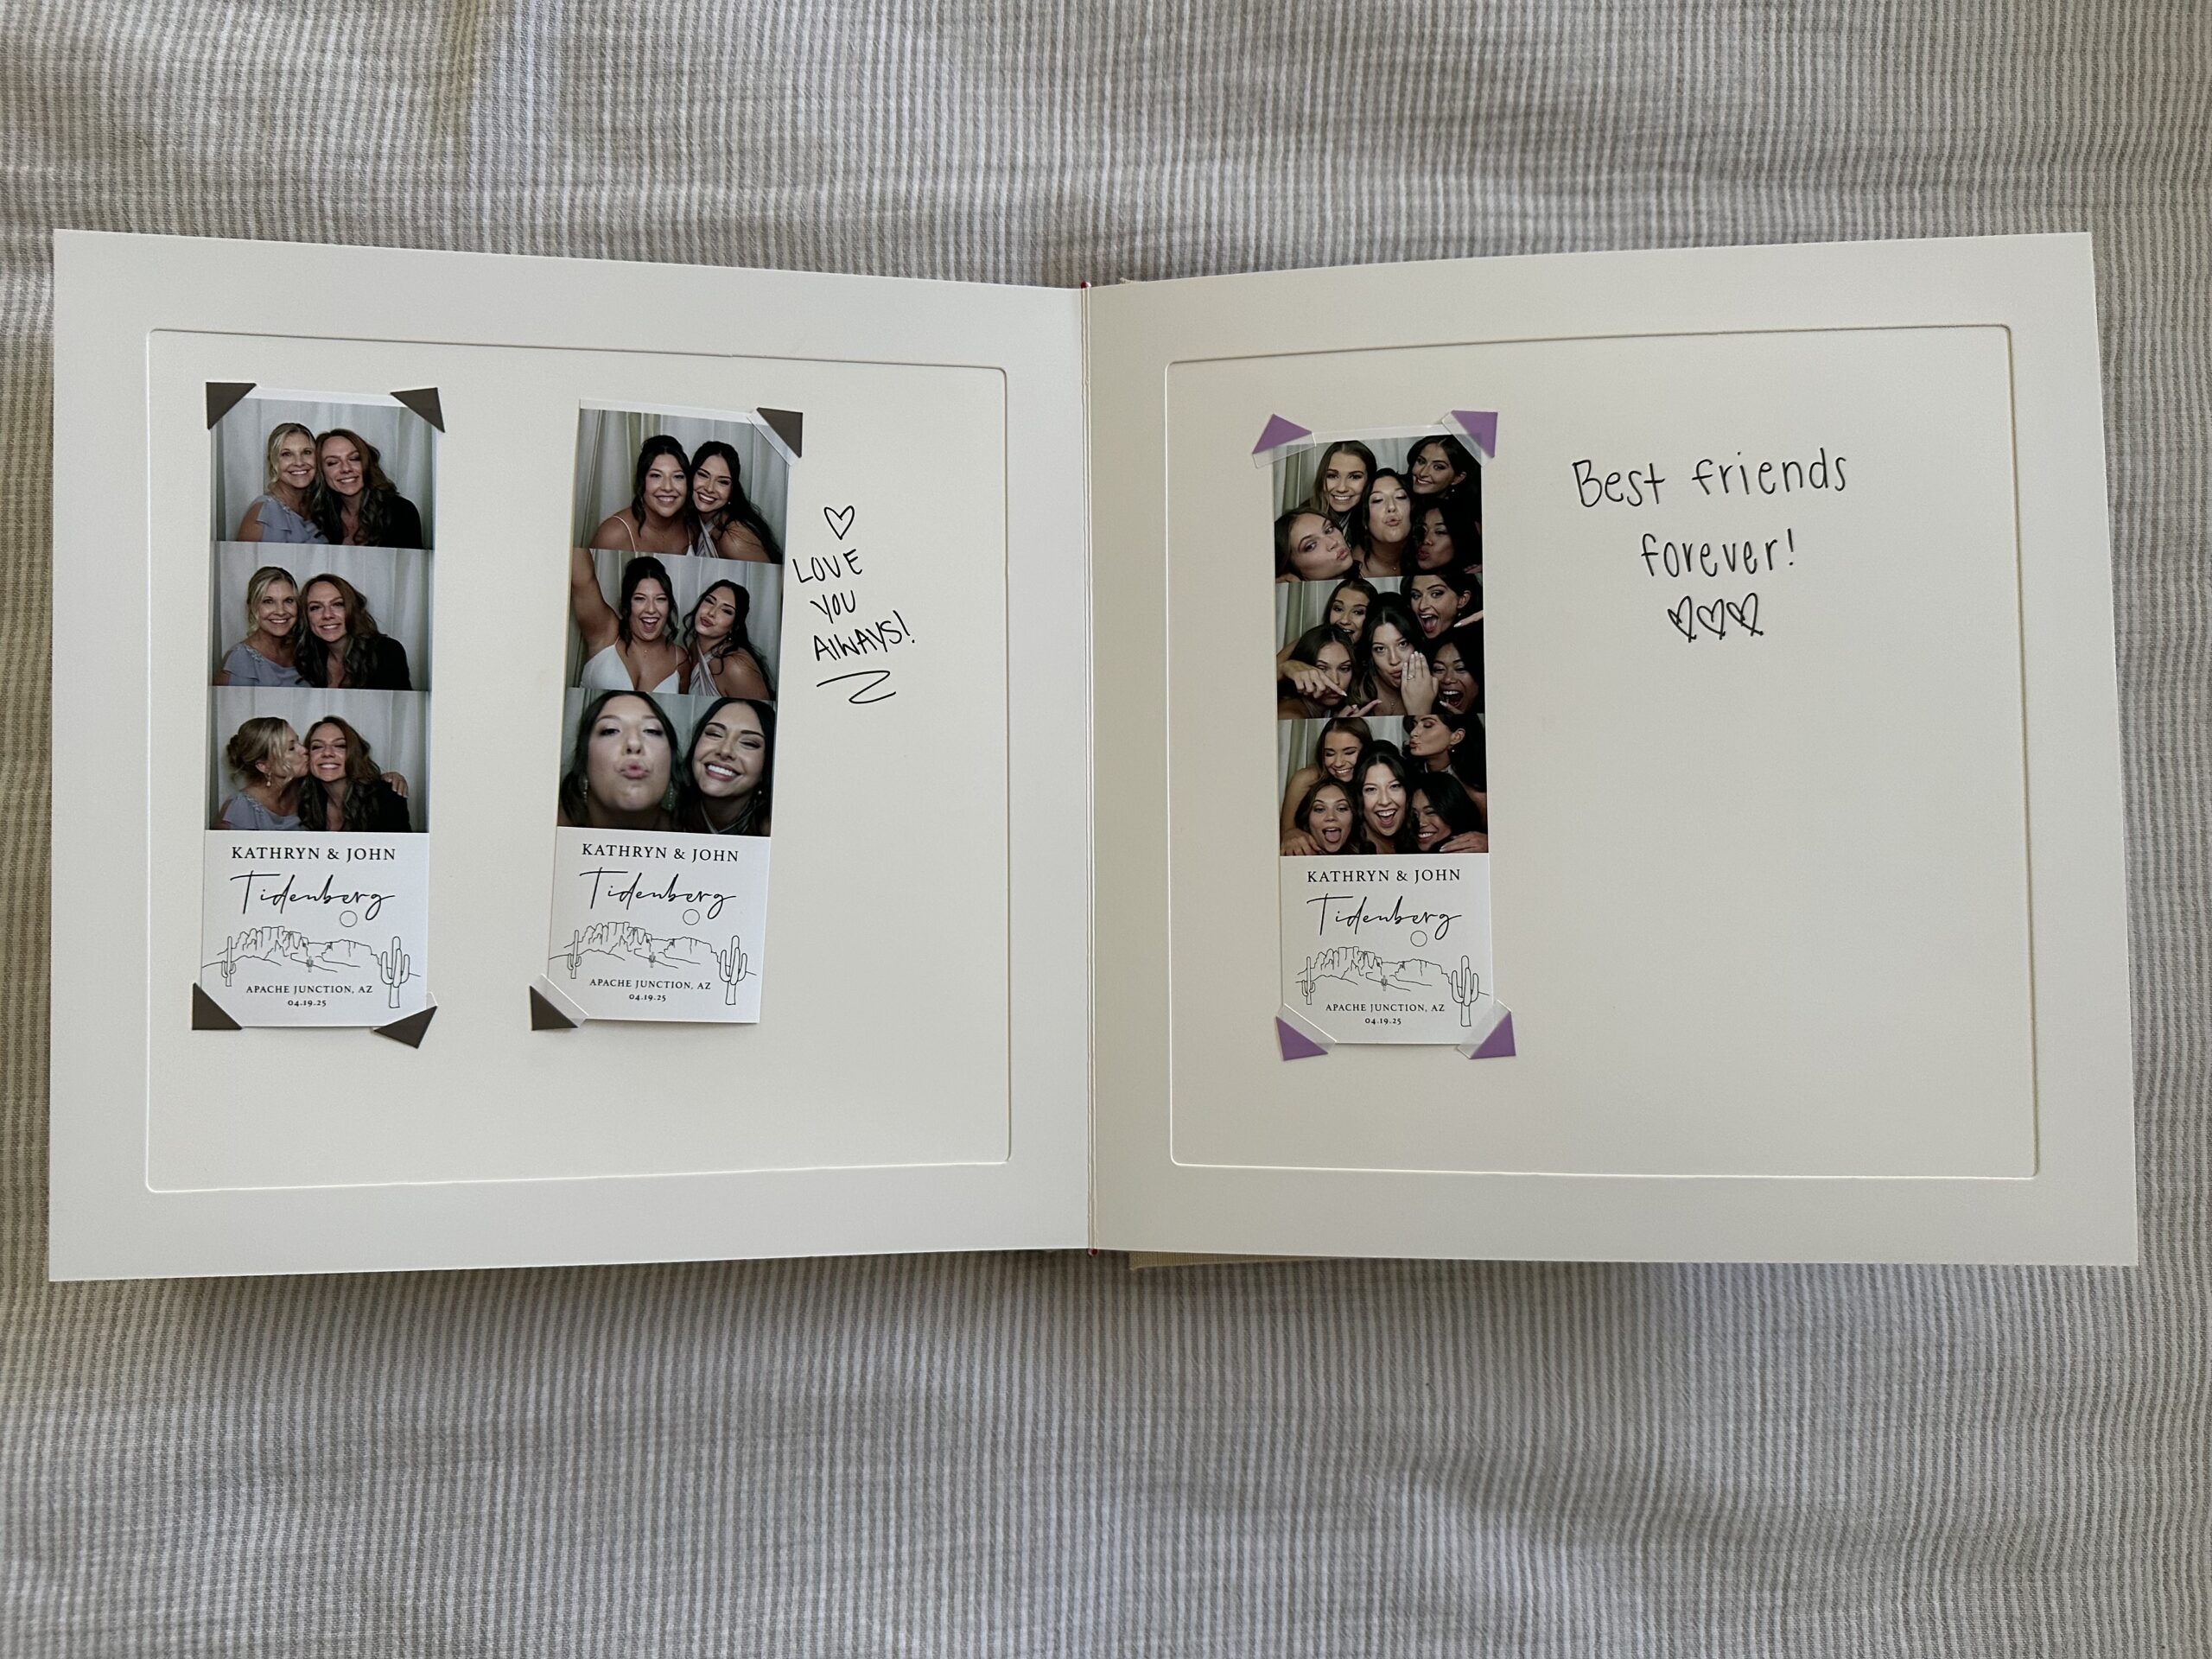 KATHRYN & JOHN
Tidenberg
APACHE JUNCTION, AZ
04.19.25
KATHRYN & JOHN
Tidenberg
APACHE JUNCTION, AZ
04.19.25
LOVE
YOU
AlWAYS!
Best friends
forever!
KATHRYN & JOHN
Tidenberg
APACHE JUNCTION, AZ
04.19.25